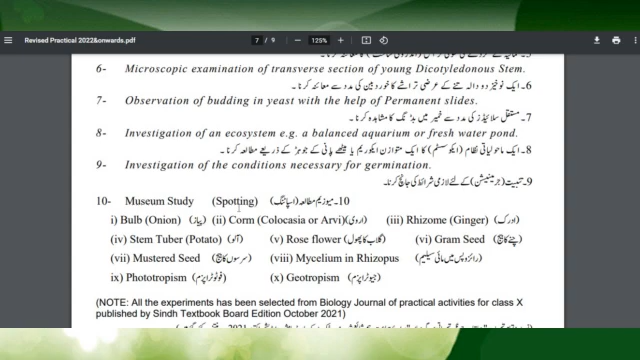 Revised Practical 2022&onwards.pdf 7 / 9 125%
6- Microscopic examination of transverse section of young Dicotyledonous Stem.
6۔ ایک نوخیز دو دالہ تنے کے عرضی تراشے کا خوردبین کی مدد سے معائنہ کرنا۔
7- Observation of budding in yeast with the help of Permanent slides.
7۔ مستقل سلائیڈز کی مدد سے خمیر میں بڈنگ کا مشاہدہ کرنا۔
8- Investigation of an ecosystem e.g. a balanced aquarium or fresh water pond.
8۔ ایک ماحولیاتی نظام (ایکو سسٹم) کا ایک متوازن ایکوریم یا میٹھے پانی کے جوہڑ کے ذریعے مطالعہ کرنا۔
9- Investigation of the conditions necessary for germination.
9۔ تنبیت (جرمینیشن) کے لئے لازمی شرائط کی جانچ کرنا۔
10- Museum Study (Spotting) 10۔ میوزیم مطالعہ (اسپاٹنگ)
i) Bulb (Onion) (پیاز) ii) Corm (Colocasia or Arvi) (اروی) (iii) Rhizome (Ginger) (ادرک)
(iv) Stem Tuber (Potato) (آلو) (v) Rose flower (گلاب کا پھول) (vi) Gram Seed (چنے کا بیج)
(vii) Mustered Seed (سرسوں کا بیج) (viii) Mycelium in Rhizopus (رائزوپس میں مائی سیلیم)
ix) Phototropism (فوٹوٹراپزم) (x) Geotropism (جیوٹراپزم)
(NOTE: All the experiments has been selected from Biology Journal of practical activities for class X
published by Sindh Textbook Board Edition October 2021)